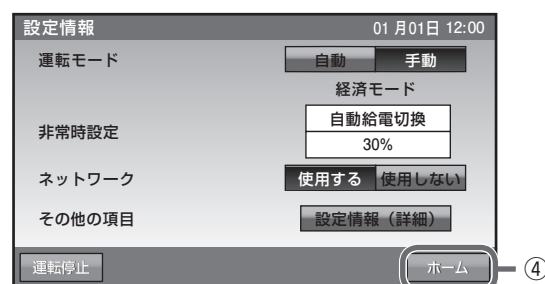 設定情報 01月01日 12:00
運転モード 自動 手動
経済モード
非常時設定 自動給電切換
30%
ネットワーク 使用する 使用しない
その他の項目 設定情報（詳細）
運転停止 ホーム ④